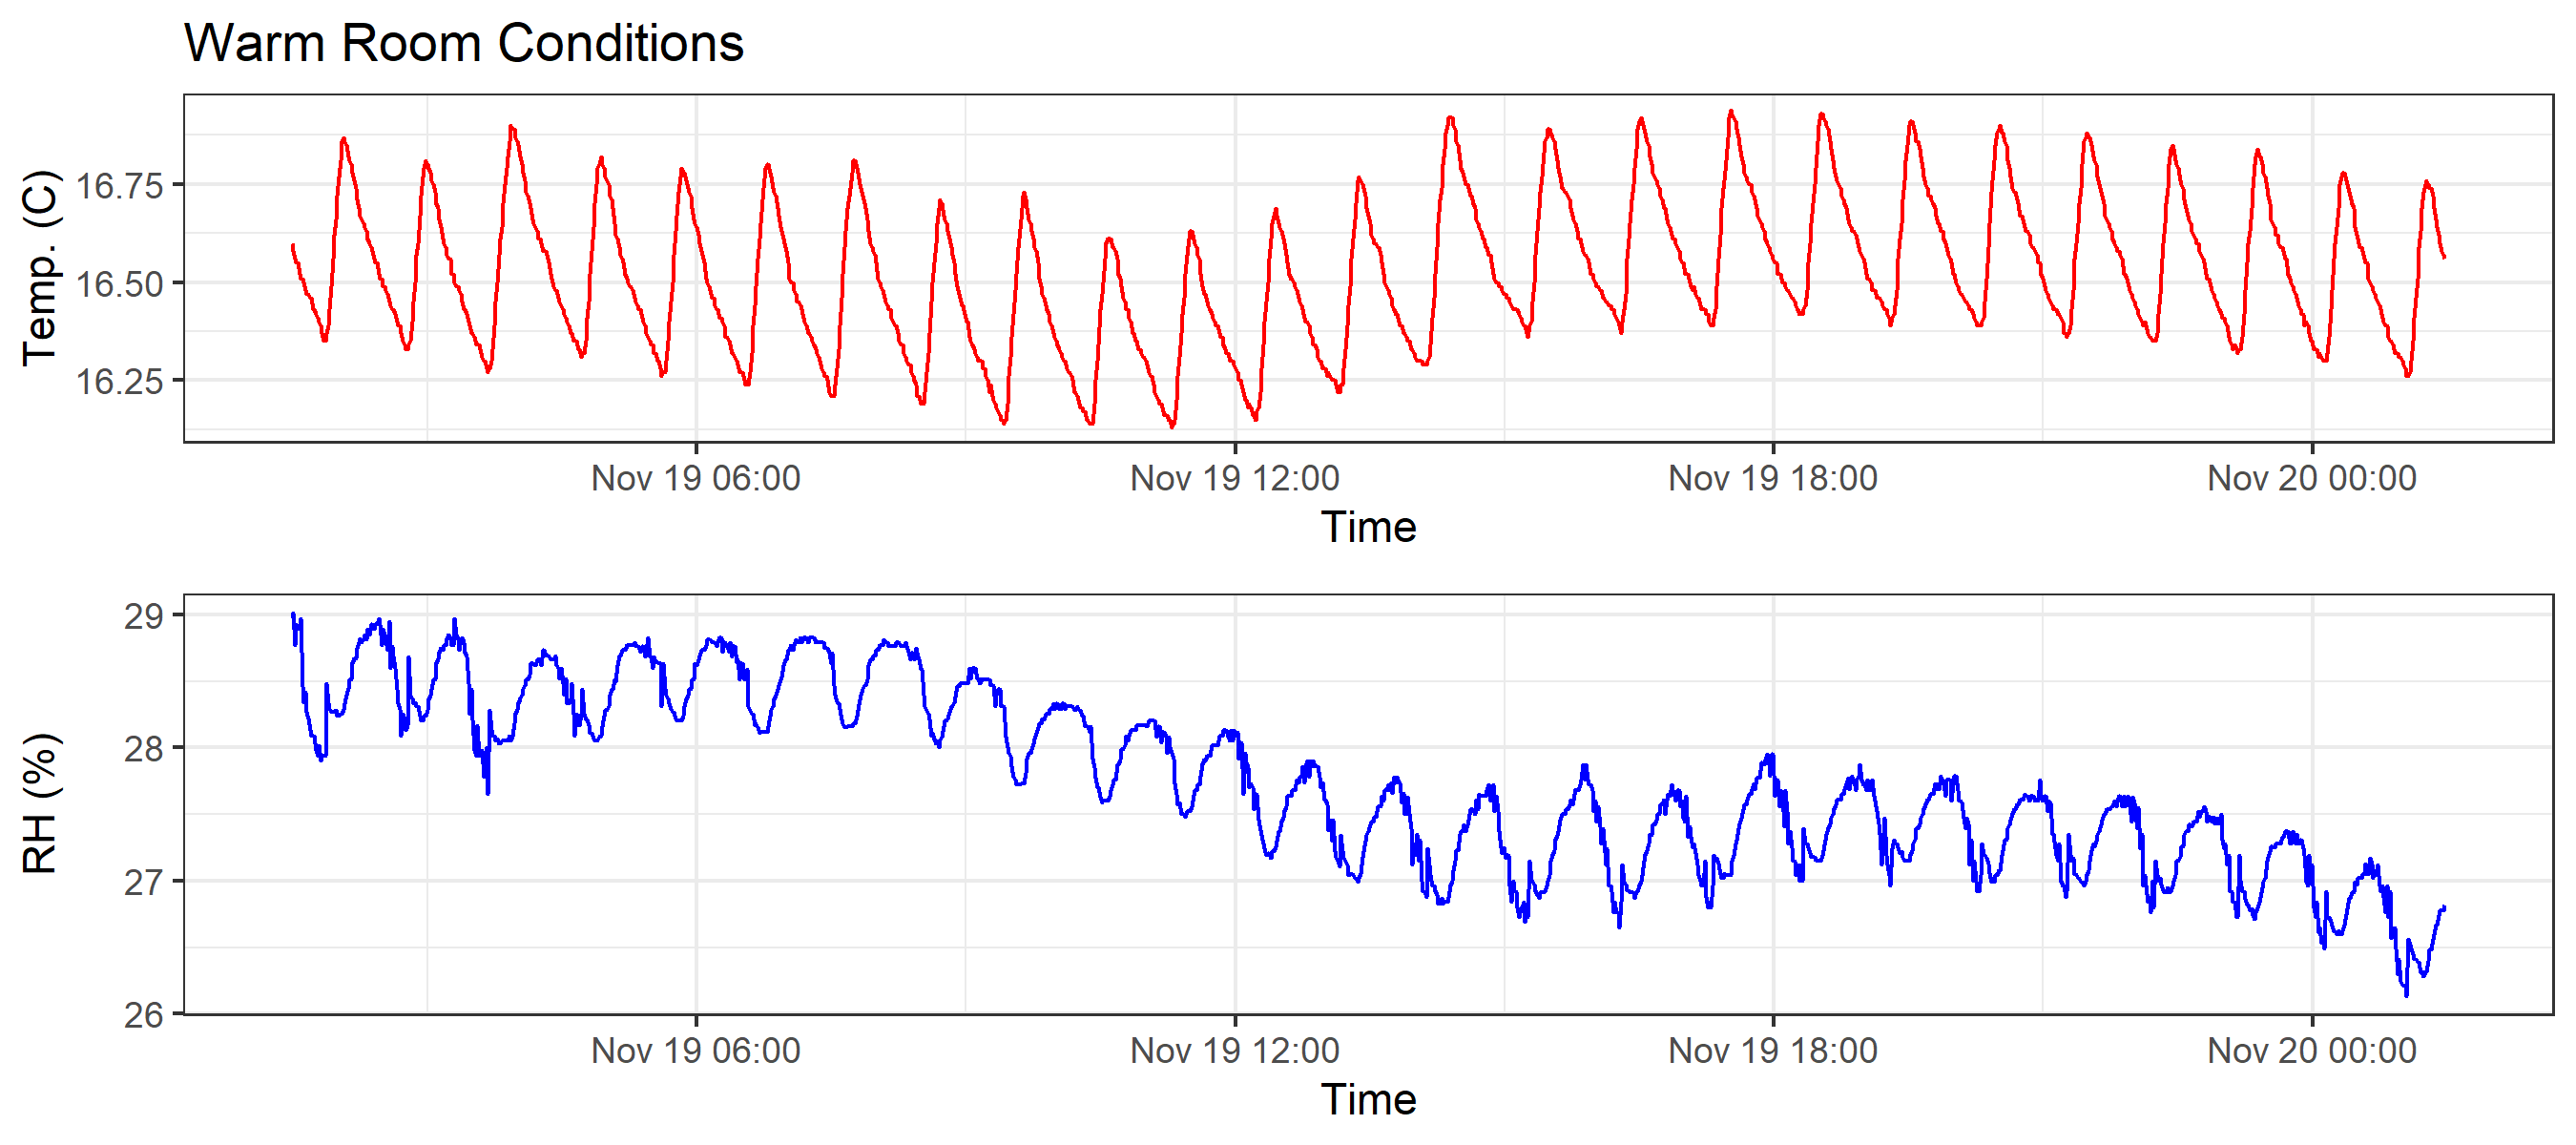 Warm Room Conditions
Temp. (C)
16.75
16.50
16.25
Nov 19 06:00 Nov 19 12:00 Nov 19 18:00 Nov 20 00:00
Time
RH (%)
29
28
27
26
Nov 19 06:00 Nov 19 12:00 Nov 19 18:00 Nov 20 00:00
Time